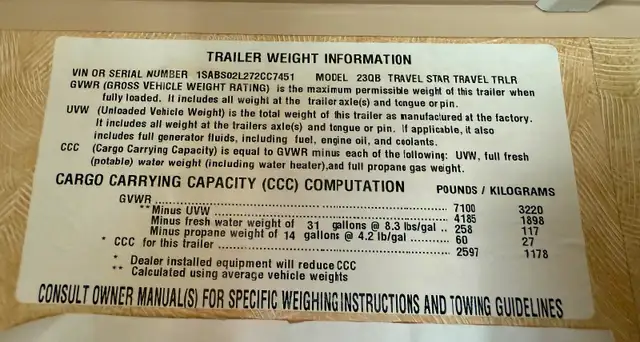 TRAILER WEIGHT INFORMATION
VIN OR SERIAL NUMBER 1SABS02L272CC7451 MODEL 23QB TRAVEL STAR TRAVEL TRLR
GVWR (GROSS VEHICLE WEIGHT RATING) is the maximum permissible weight of this trailer when
fully loaded. It includes all weight at the trailer axle(s) and tongue or pin.
UVW (Unloaded Vehicle Weight) is the total weight of this trailer as manufactured at the factory.
It includes all weight at the trailers axle(s) and tongue or pin. If applicable, it also
includes full generator fluids, including fuel, engine oil, and coolants.
CCC (Cargo Carrying Capacity) is equal to GVWR minus each of the following: UVW, full fresh
(potable) water weight (including water heater),and full propane gas weight.
CARGO CARRYING CAPACITY (CCC) COMPUTATION POUNDS / KILOGRAMS
GVWR ........ 7100 3220
**Minus UVW ........ 4185 1898
Minus fresh water weight of 31 gallons @ 8.3 lbs/gal .. 258 117
Minus propane weight of 14 gallons @ 4.2 lb/gal ........ 60 27
* CCC for this trailer ........ 2597 1178
* Dealer installed equipment will reduce CCC
** Calculated using average vehicle weights
CONSULT OWNER MANUAL(S) FOR SPECIFIC WEIGHING INSTRUCTIONS AND TOWING GUIDELINES